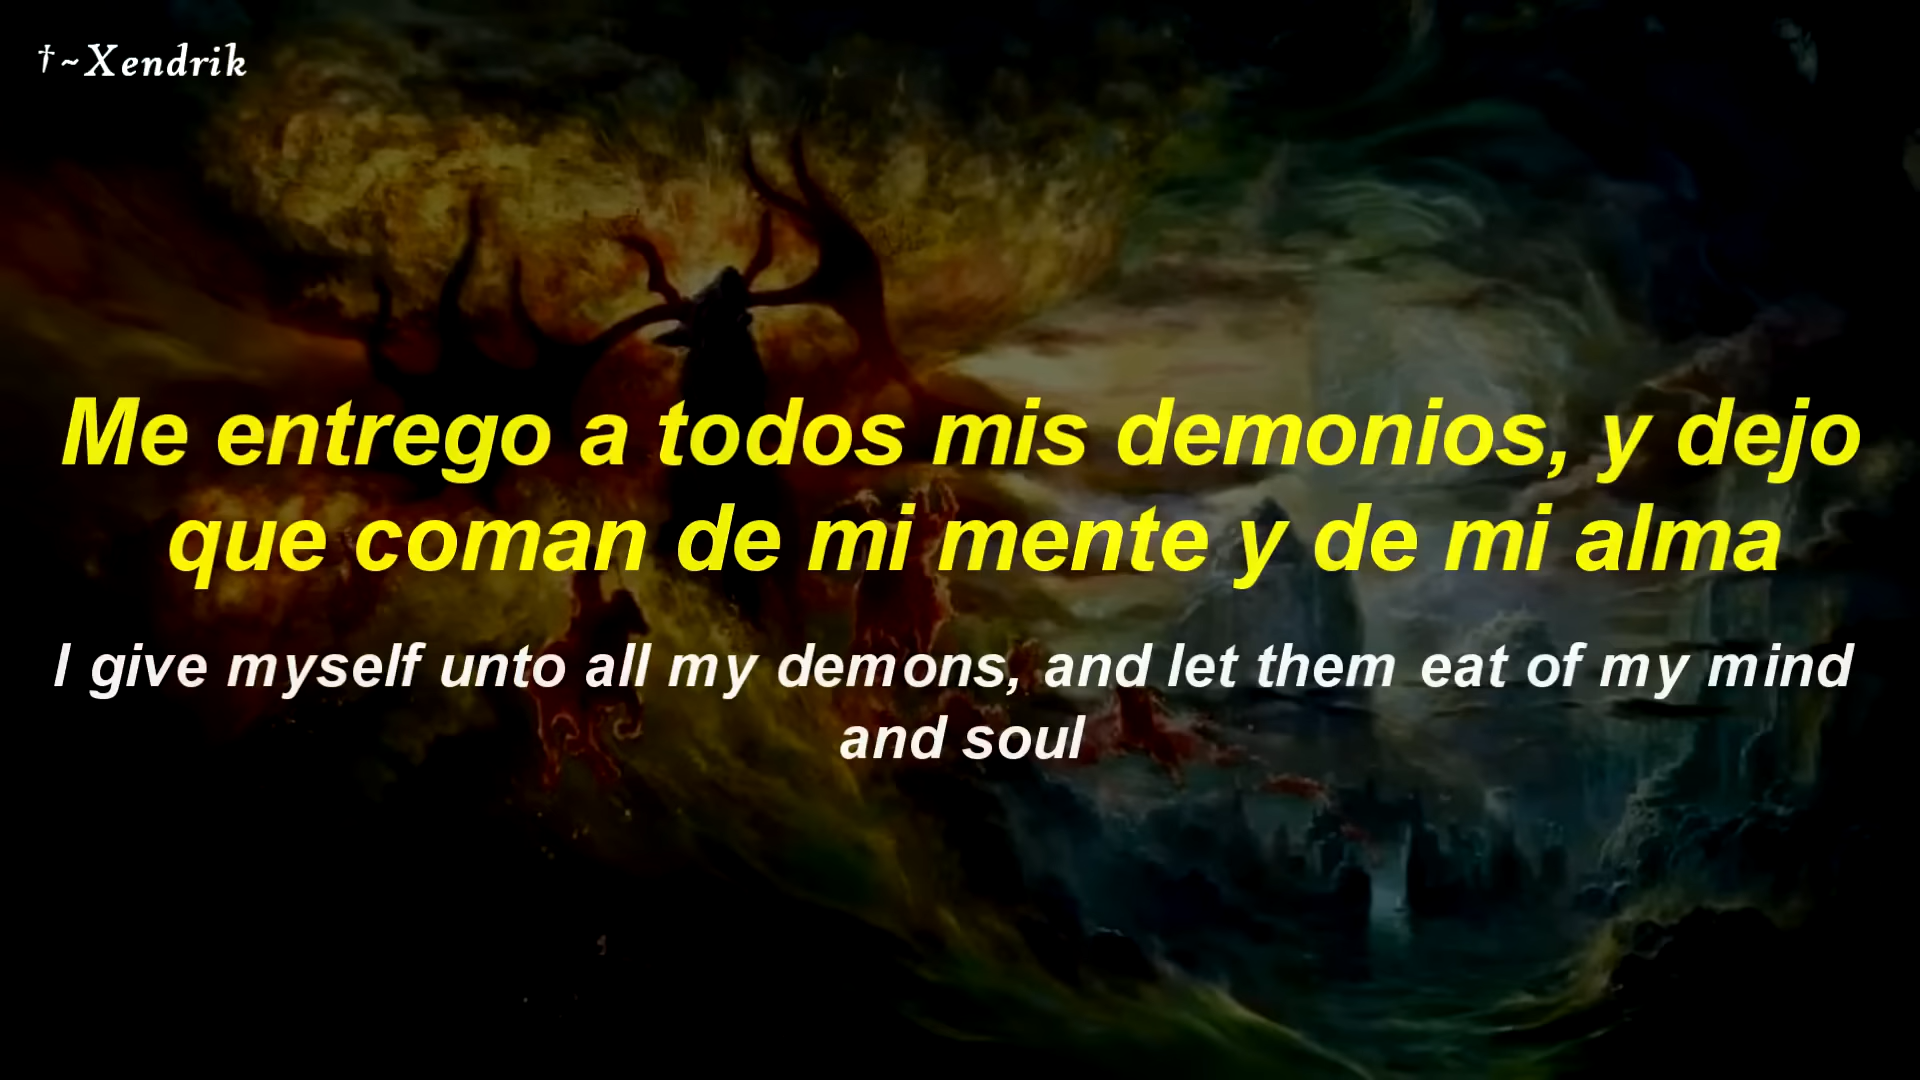 †~Xendrik
Me entrego a todos mis demonios, y dejo
que coman de mi mente y de mi alma
I give myself unto all my demons, and let them eat of my mind
and soul